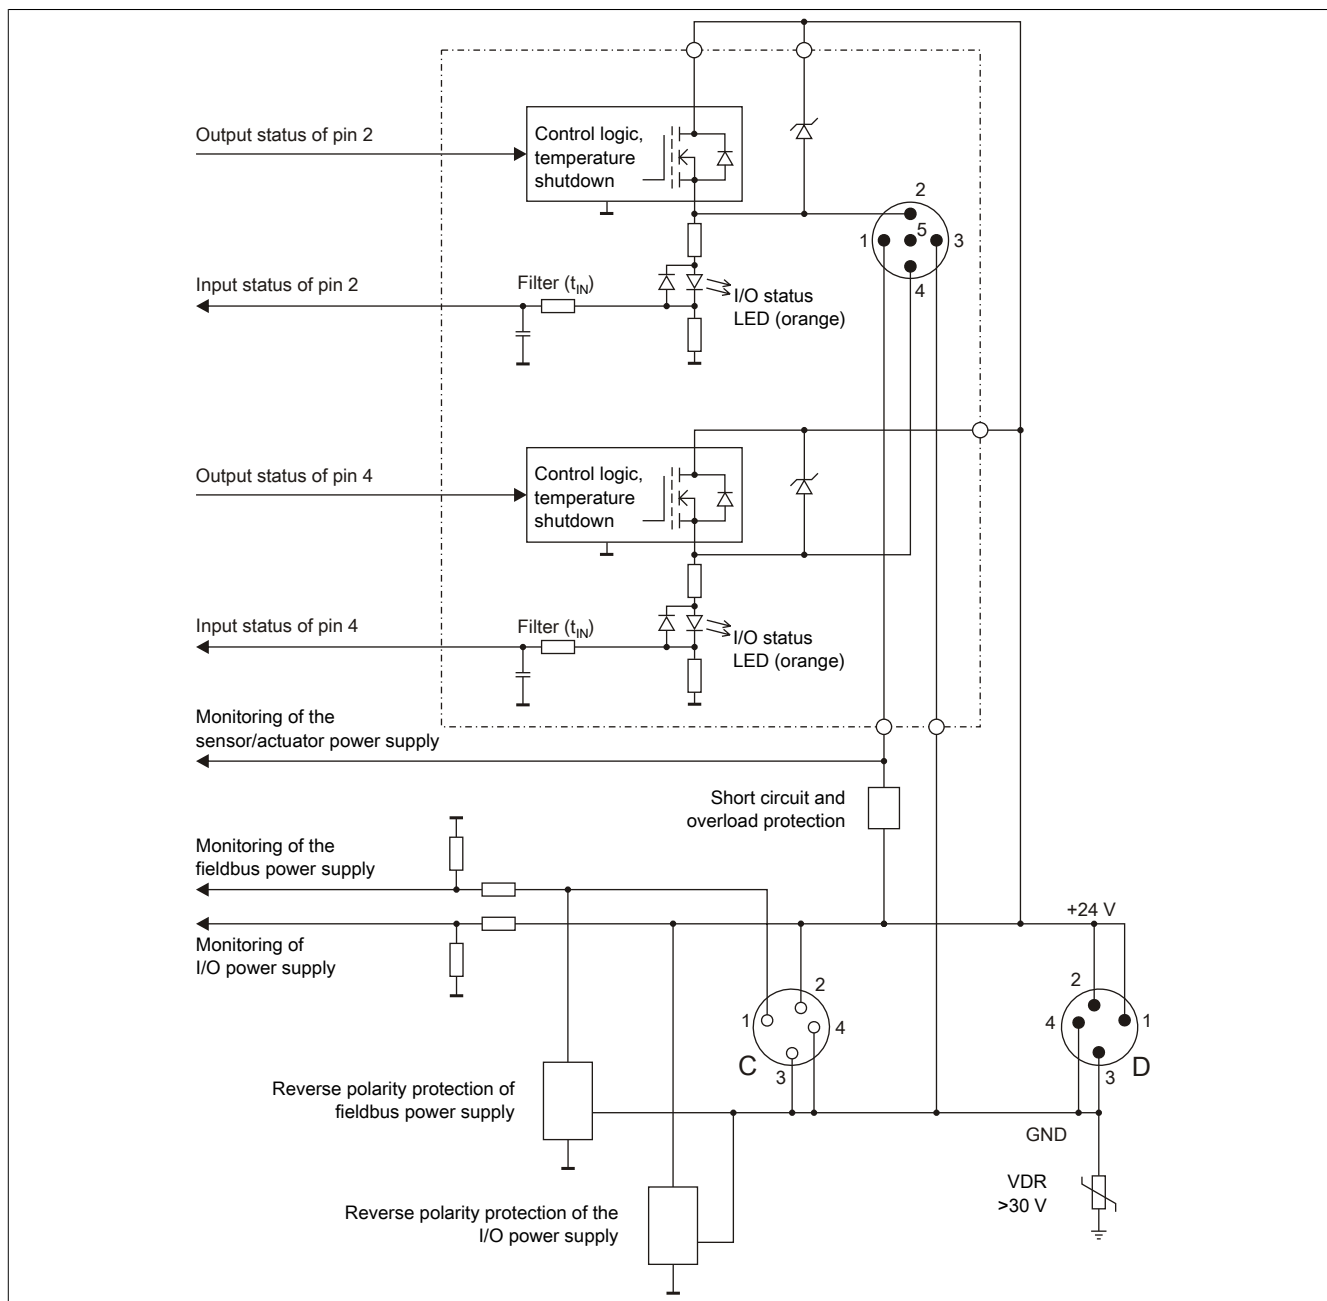 Output status of pin 2
Control logic,
temperature
shutdown
2
1
5
3
4
Input status of pin 2
Filter (tIN)
I/O status
LED (orange)
Output status of pin 4
Control logic,
temperature
shutdown
Input status of pin 4
Filter (tIN)
I/O status
LED (orange)
Monitoring of the
sensor/actuator power supply
Short circuit and
overload protection
Monitoring of the
fieldbus power supply
+24 V
Monitoring of
I/O power supply
2
1
4
3
C
2
4
1
3
D
Reverse polarity protection of
fieldbus power supply
GND
VDR
>30 V
Reverse polarity protection of the
I/O power supply